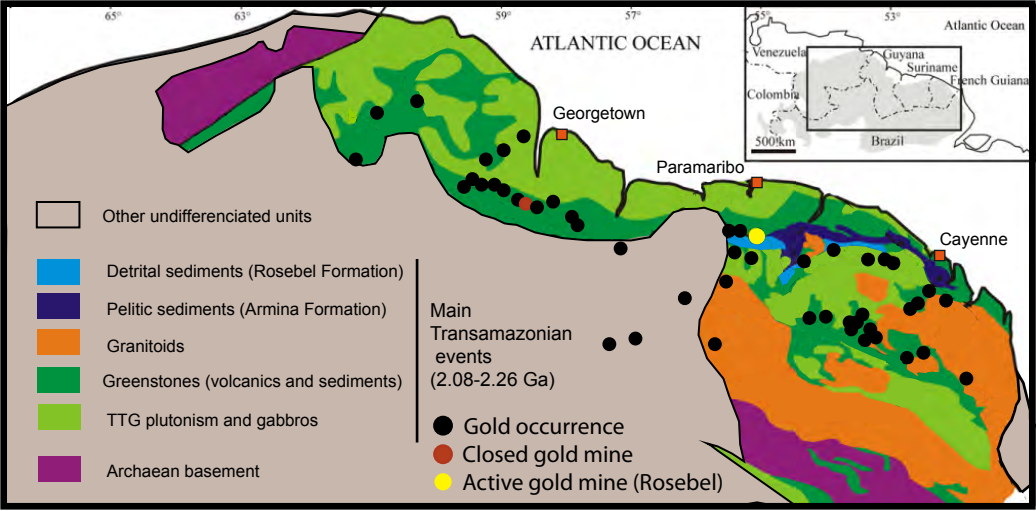 65°
63°
59°
57°
55°
53°
ATLANTIC OCEAN
Georgetown
Paramaribo
Cayenne
Atlantic Ocean
Venezuela
Guyana
Suriname
French Guiana
Colombia
500 km
Brazil
Other undifferenciated units
Detrital sediments (Rosebel Formation)
Pelitic sediments (Armina Formation)
Granitoids
Greenstones (volcanics and sediments)
TTG plutonism and gabbros
Archaean basement
Main
Transamazonian
events
(2.08-2.26 Ga)
Gold occurrence
Closed gold mine
Active gold mine (Rosebel)